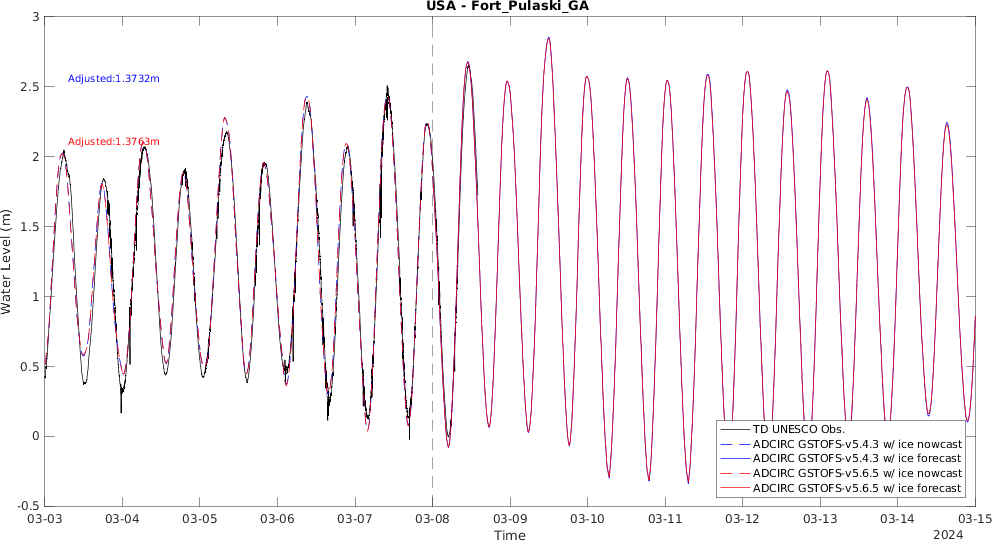 USA - Fort_Pulaski_GA
3
2.5
2
1.5
1
0.5
0
-0.5
Water Level (m)
Adjusted:1.3732m
Adjusted:1.3763m
TD UNESCO Obs.
ADCIRC GSTOFS-v5.4.3 w/ ice nowcast
ADCIRC GSTOFS-v5.4.3 w/ ice forecast
ADCIRC GSTOFS-v5.6.5 w/ ice nowcast
ADCIRC GSTOFS-v5.6.5 w/ ice forecast
03-03 03-04 03-05 03-06 03-07 03-08 03-09 03-10 03-11 03-12 03-13 03-14 03-15
Time
2024